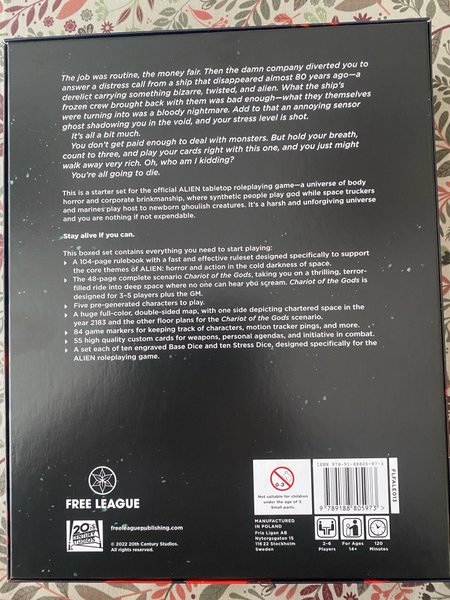 The job was routine, the money fair. Then the damn company diverted you to
answer a distress call from a ship that disappeared almost 80 years ago—a
derelict carrying something bizarre, twisted, and alien. What the ship's
frozen crew brought back with them was bad enough—what they themselves
were turning into was a bloody nightmare. Add to that an annoying sensor
ghost shadowing you in the void, and your stress level is shot.
It's all a bit much.
You don't get paid enough to deal with monsters. But hold your breath,
count to three, and play your cards right with this one, and you just might
walk away very rich. Oh, who am I kidding?
You're all going to die.
This is a starter set for the official ALIEN tabletop roleplaying game—a universe of body
horror and corporate brinkmanship, where synthetic people play god while space truckers
and marines play host to newborn ghoulish creatures. It's a harsh and unforgiving universe
and you are nothing if not expendable.
Stay alive if you can.
This boxed set contains everything you need to start playing:
A 104-page rulebook with a fast and effective ruleset designed specifically to support
the core themes of ALIEN: horror and action in the cold darkness of space.
The 48-page complete scenario Chariot of the Gods, taking you on a thrilling, terror-
filled ride into deep space where no one can hear you scream. Chariot of the Gods is
designed for 3–5 players plus the GM.
Five pre-generated characters to play.
A huge full-color, double-sided map, with one side depicting chartered space in the
year 2183 and the other floor plans for the Chariot of the Gods scenario.
84 game markers for keeping track of characters, motion tracker pings, and more.
55 high quality custom cards for weapons, personal agendas, and initiative in combat.
A set each of ten engraved Base Dice and ten Stress Dice, designed specifically for the
ALIEN roleplaying game.
FREE LEAGUE
20th
CENTURY
STUDIOS
freeleaguepublishing.com
© 2022 20th Century Studios.
All rights reserved.
0-3
Not suitable for children
under the age of 3.
Small parts.
MANUFACTURED
IN POLAND
Fria Ligan AB
Nytorgsgatan 15
116 22 Stockholm
Sweden
ISBN 978-91-88805-97-3
9 789188 805973 >
FLFALE011
2–6
Players
For Ages
14+
120
Minutes